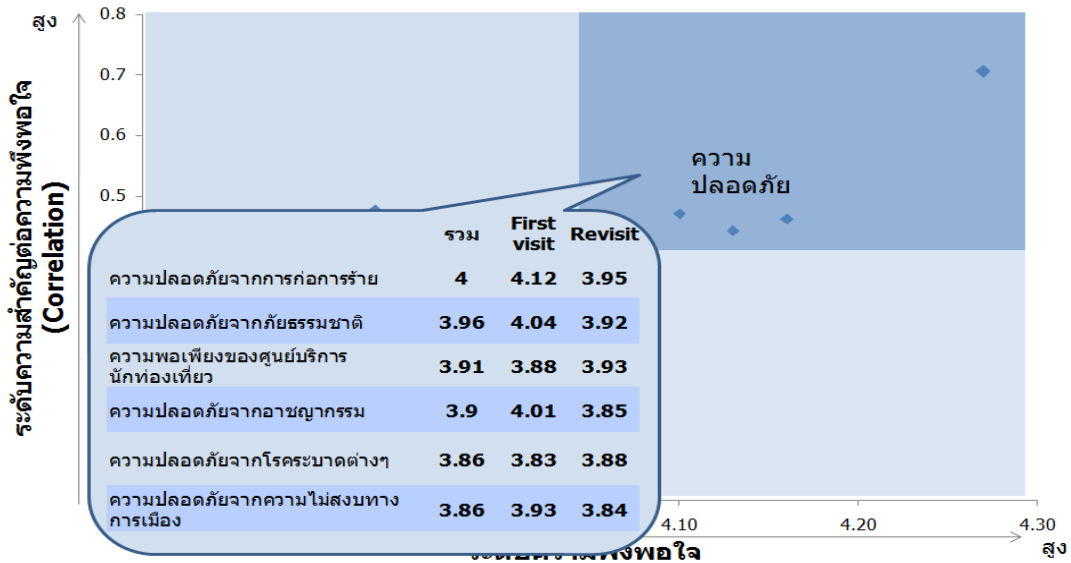 สูง
0.8
0.7
0.6
0.5
ระดับความสำคัญต่อความพึงพอใจ
(Correlation)
ความ
ปลอดภัย
รวม First visit Revisit
ความปลอดภัยจากการก่อการร้าย 4 4.12 3.95
ความปลอดภัยจากภัยธรรมชาติ 3.96 4.04 3.92
ความพอเพียงของศูนย์บริการ
นักท่องเที่ยว 3.91 3.88 3.93
ความปลอดภัยจากอาชญากรรม 3.9 4.01 3.85
ความปลอดภัยจากโรคระบาดต่างๆ 3.86 3.83 3.88
ความปลอดภัยจากความไม่สงบทาง
การเมือง 3.86 3.93 3.84
4.10 4.20 4.30
สูง